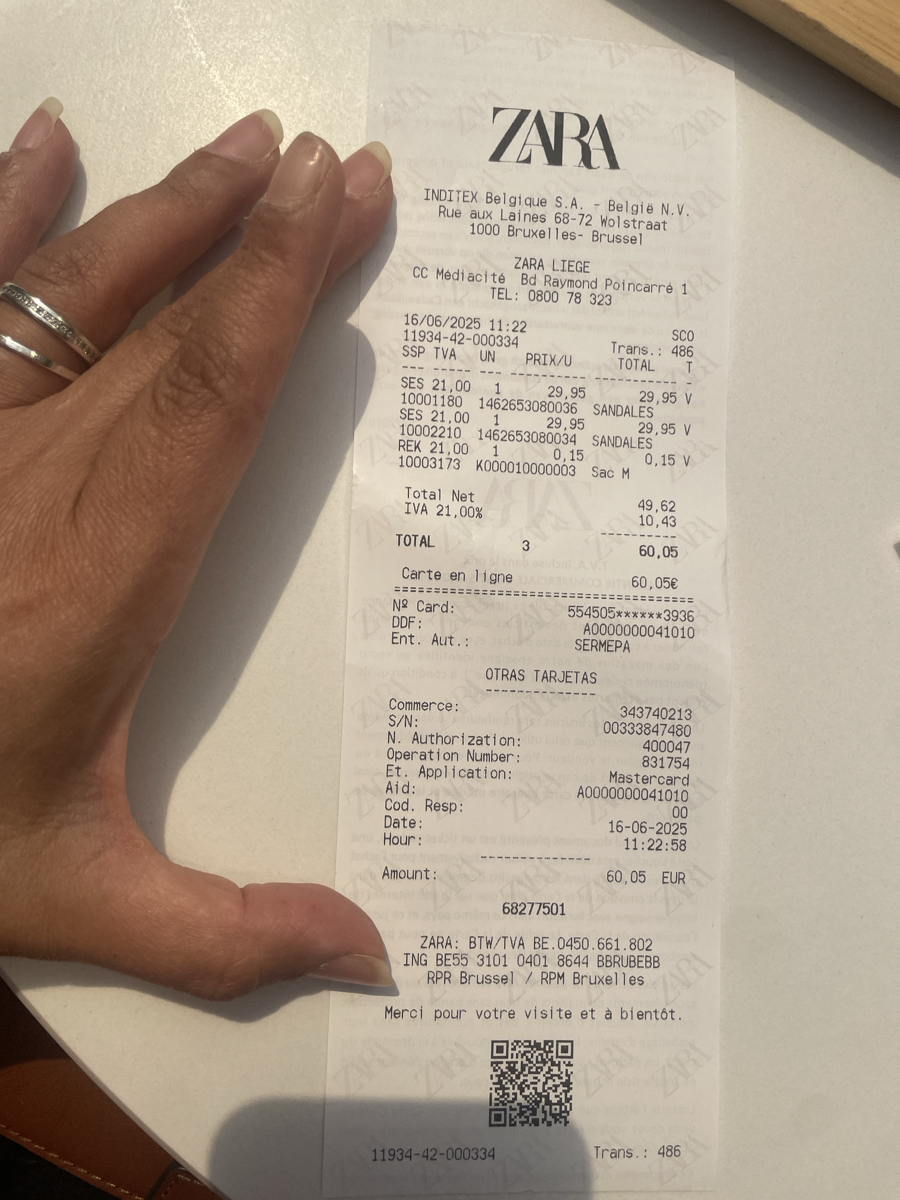 ZARA
INDITEX Belgique S.A. - België N.V.
Rue aux Laines 68-72 Wolstraat
1000 Bruxelles- Brussel
ZARA LIEGE
CC Médiacité Bd Raymond Poincarré 1
TEL: 0800 78 323
16/06/2025 11:22 SCO
11934-42-000334 Trans.: 486
SSP TVA UN PRIX/U TOTAL T
--- ----- --- --------- --------- -
SES 21,00 1 29,95 29,95 V
10001180 1462653080036 SANDALES
SES 21,00 1 29,95 29,95 V
10002210 1462653080034 SANDALES
REK 21,00 1 0,15 0,15 V
10003173 K000010000003 Sac M
Total Net 49,62
IVA 21,00% 10,43
----------
TOTAL 3 60,05
Carte en ligne 60,05€
======================================
Nº Card: 554505******3936
DDF: A0000000041010
Ent. Aut.: SERMEPA
OTRAS TARJETAS
--------------
Commerce: 343740213
S/N: 00333847480
N. Authorization: 400047
Operation Number: 831754
Et. Application: Mastercard
Aid: A0000000041010
Cod. Resp: 00
Date: 16-06-2025
Hour: 11:22:58
--------------
Amount: 60,05 EUR
68277501
ZARA: BTW/TVA BE.0450.661.802
ING BE55 3101 0401 8644 BBRUBEBB
RPR Brussel / RPM Bruxelles
Merci pour votre visite et à bientôt.
11934-42-000334 Trans.: 486